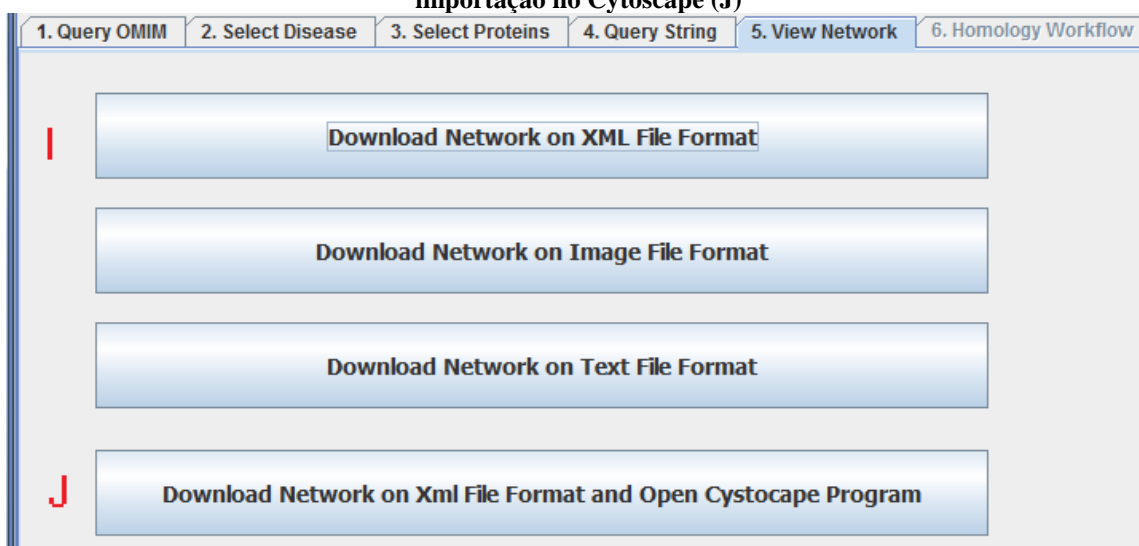 importação no Cytoscape (J)
1. Query OMIM 2. Select Disease 3. Select Proteins 4. Query String 5. View Network 6. Homology Workflow
I Download Network on XML File Format
Download Network on Image File Format
Download Network on Text File Format
J Download Network on Xml File Format and Open Cystocape Program